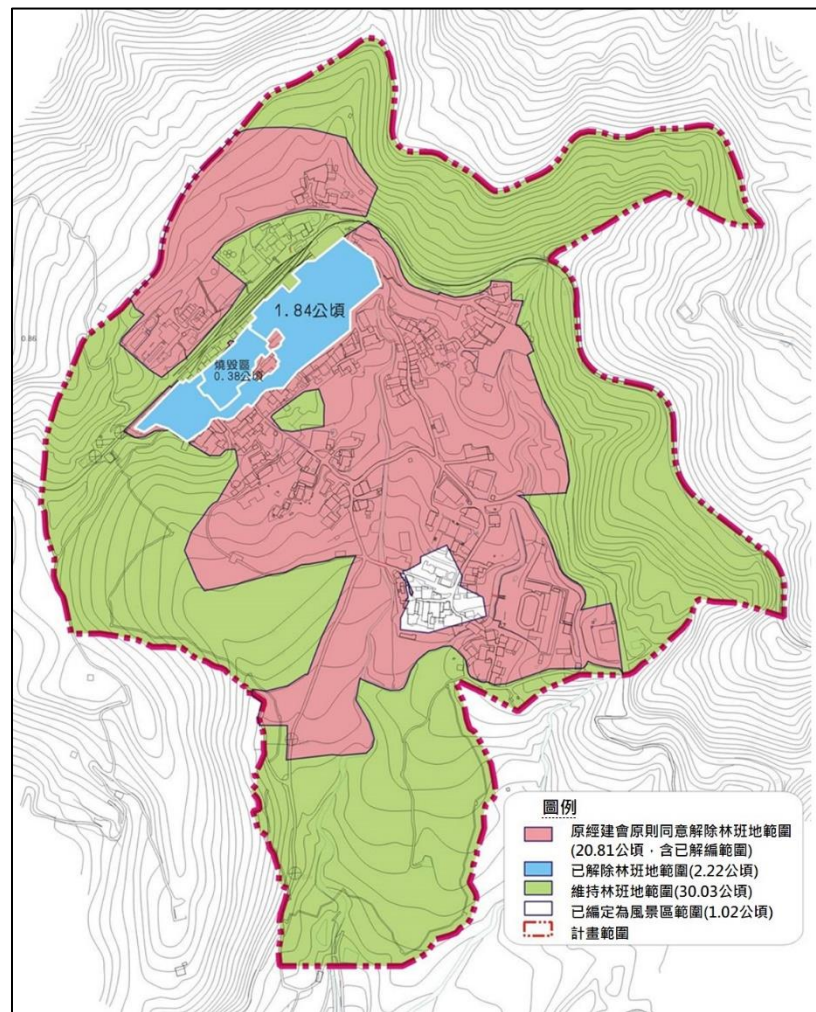 1.84公頃
燒毀區
0.38公頃
0.86
圖例
原經建會原則同意解除林班地範圍
(20.81公頃，含已解編範圍)
已解除林班地範圍(2.22公頃)
維持林班地範圍(30.03公頃)
已編定為風景區範圍(1.02公頃)
計畫範圍